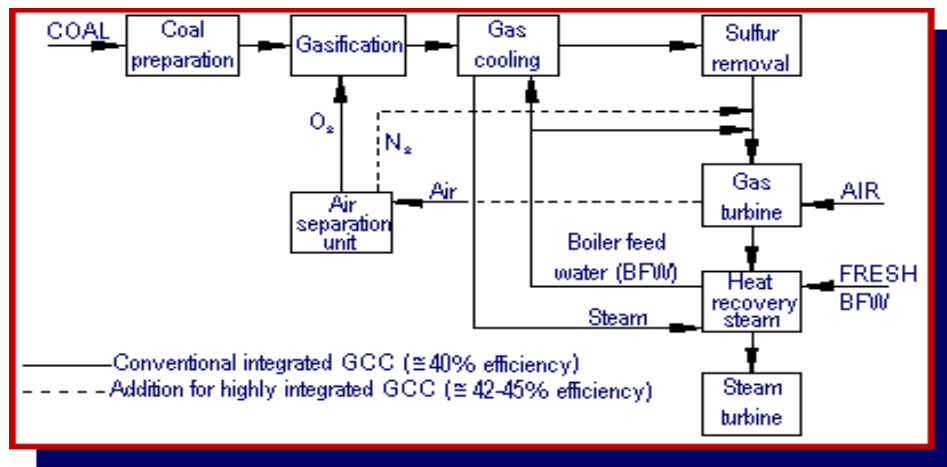 COAL
Coal
preparation
Gasification
Gas
cooling
Sulfur
removal
O₂
N₂
Air
separation
unit
Air
Gas
turbine
AIR
Boiler feed
water (BFW)
Heat
recovery
steam
FRESH
BFW
Steam
Steam
turbine
Conventional integrated GCC (≅40% efficiency)
Addition for highly integrated GCC (≅42-45% efficiency)